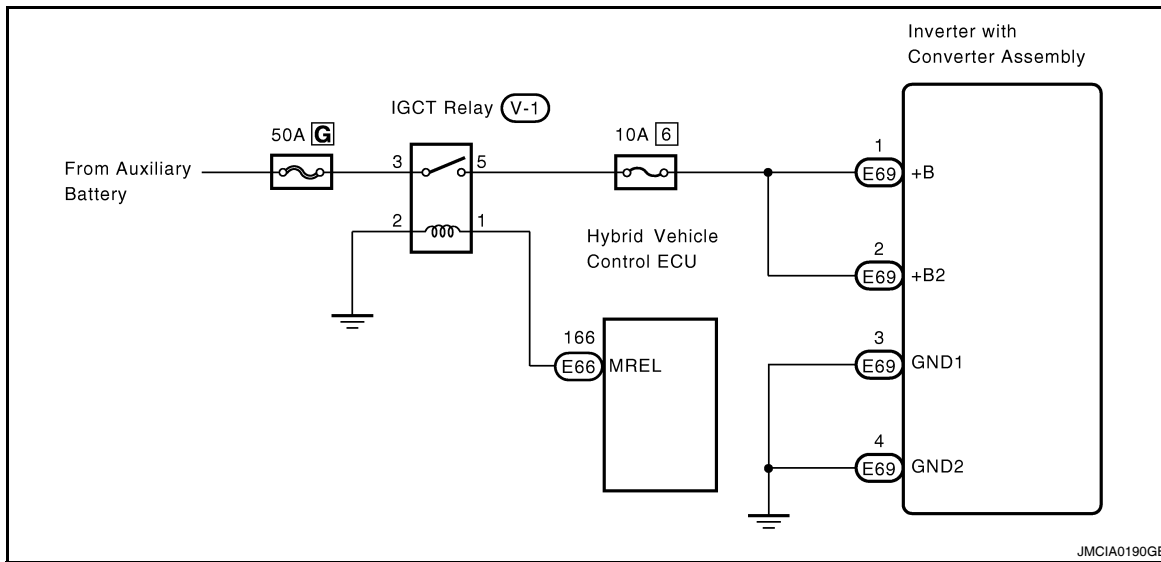 Inverter with
Converter Assembly
IGCT Relay V-1
50A G
10A 6
From Auxiliary
Battery
3
5
2
1
1
E69 +B
Hybrid Vehicle
Control ECU
2
E69 +B2
166
E66 MREL
3
E69 GND1
4
E69 GND2
JMCIA0190GB